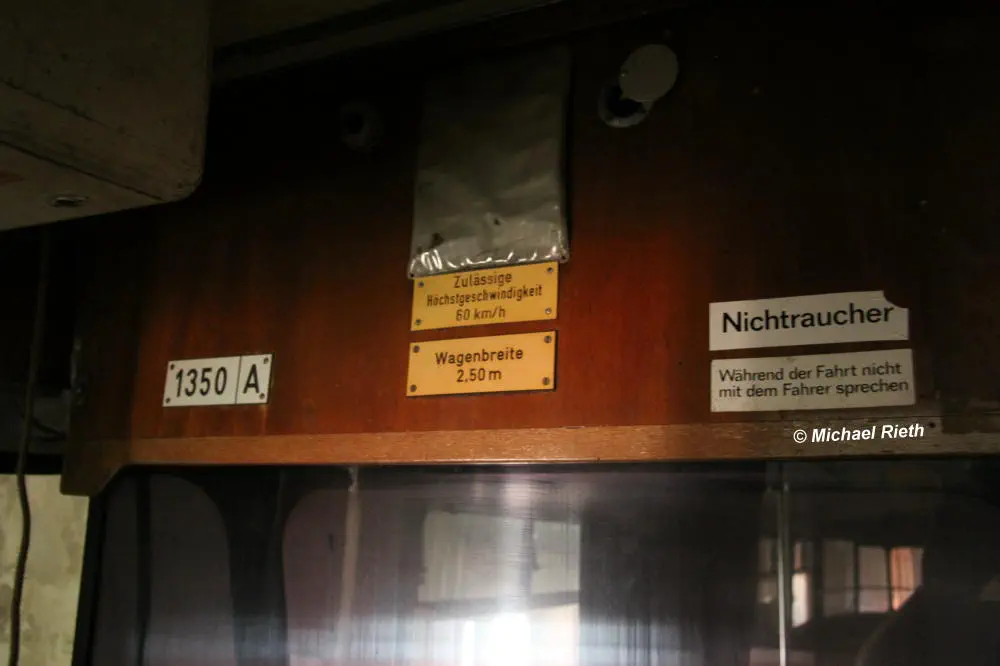 Zulässige
Höchstgeschwindigkeit
60 km/h
Wagenbreite
2,50 m
1350 A
Nichtraucher
Während der Fahrt nicht
mit dem Fahrer sprechen
© Michael Rieth